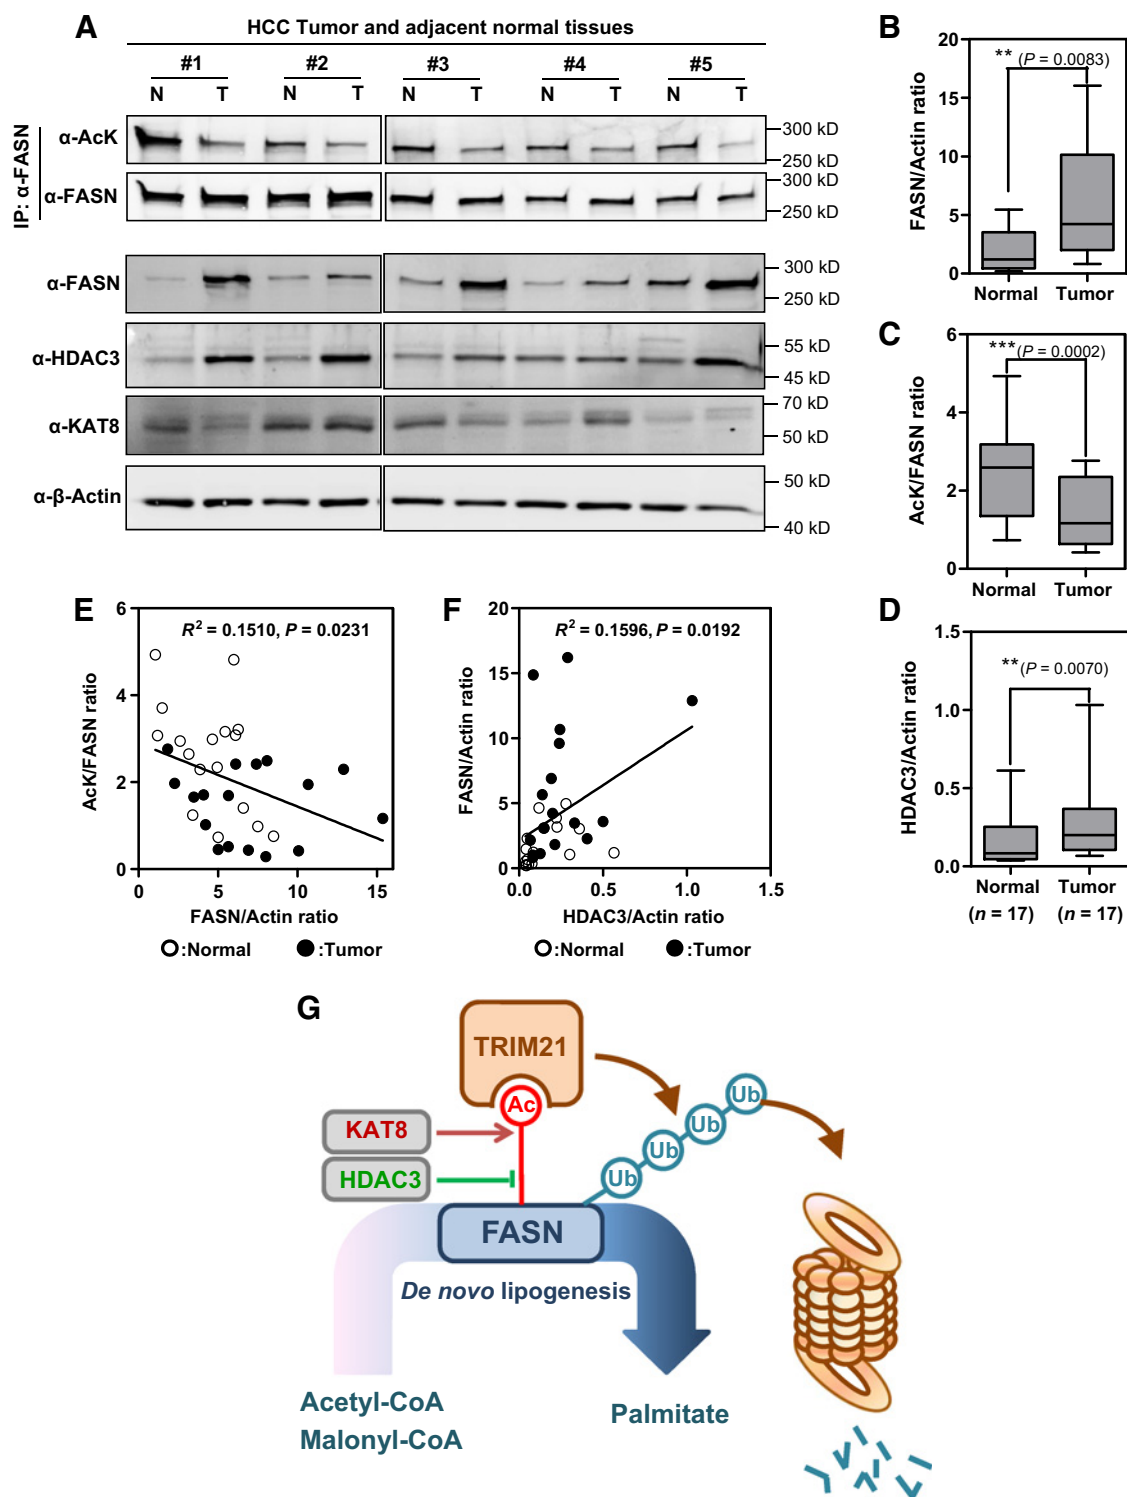 A
HCC Tumor and adjacent normal tissues
#1 #2 #3 #4 #5
N T N T N T N T N T
IP: α-FASN
α-AcK
300 kD
250 kD
α-FASN
300 kD
250 kD
α-FASN
300 kD
250 kD
α-HDAC3
55 kD
45 kD
α-KAT8
70 kD
50 kD
α-β-Actin
50 kD
40 kD
B
FASN/Actin ratio
20
15
10
5
0
** (P = 0.0083)
Normal Tumor
C
AcK/FASN ratio
6
4
2
0
*** (P = 0.0002)
Normal Tumor
D
HDAC3/Actin ratio
1.5
1.0
0.5
0.0
** (P = 0.0070)
Normal Tumor
(n = 17) (n = 17)
E
AcK/FASN ratio
6
4
2
0
R² = 0.1510, P = 0.0231
0 5 10 15
FASN/Actin ratio
:Normal :Tumor
F
FASN/Actin ratio
20
15
10
5
0
R² = 0.1596, P = 0.0192
0.0 0.5 1.0 1.5
HDAC3/Actin ratio
:Normal :Tumor
G
TRIM21
Ac
KAT8
HDAC3
Ub
Ub
Ub
Ub
FASN
De novo lipogenesis
Acetyl-CoA
Malonyl-CoA
Palmitate